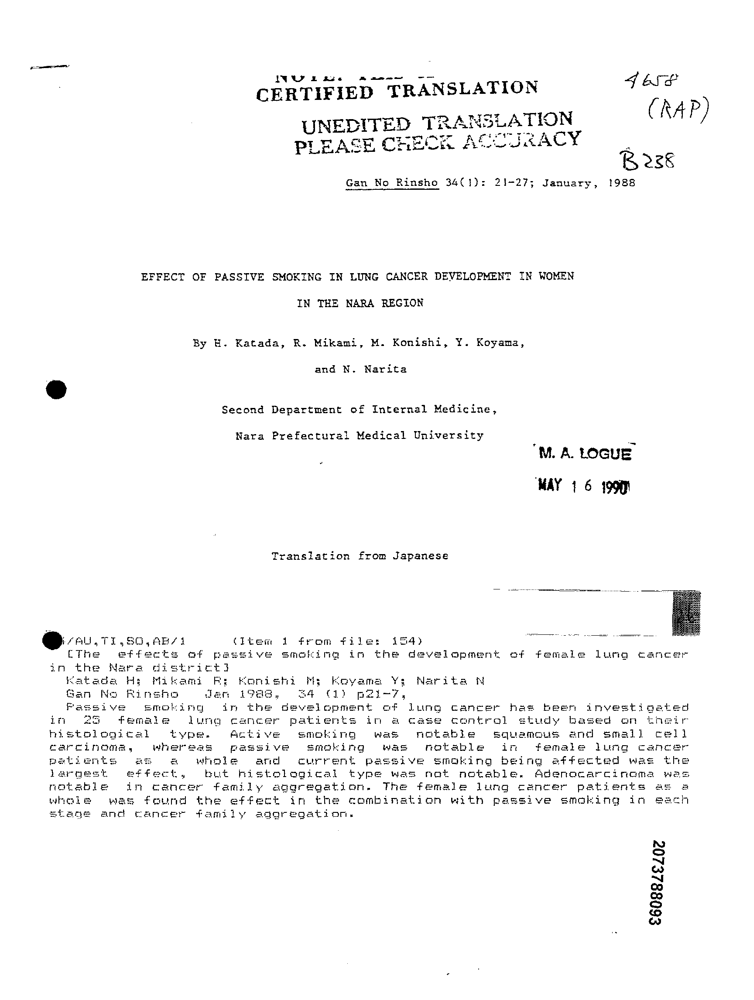 CERTIFIED TRANSLATION
4658
(RAP)
UNEDITED TRANSLATION
PLEASE CHECK ACCURACY
B238
Gan No Rinsho 34(1): 21-27; January, 1988
EFFECT OF PASSIVE SMOKING IN LUNG CANCER DEVELOPMENT IN WOMEN
IN THE NARA REGION
By H. Katada, R. Mikami, M. Konishi, Y. Koyama,
and N. Narita
Second Department of Internal Medicine,
Nara Prefectural Medical University
M. A. LOGUE
MAY 16 1990
Translation from Japanese
/AU,TI,SO,AB/1 (Item 1 from file: 154)
[The effects of passive smoking in the development of female lung cancer
in the Nara district]
Katada H; Mikami R; Konishi M; Koyama Y; Narita N
Gan No Rinsho Jan 1988, 34 (1) p21-7,
Passive smoking in the development of lung cancer has been investigated
in 25 female lung cancer patients in a case control study based on their
histological type. Active smoking was notable squamous and small cell
carcinoma, whereas passive smoking was notable in female lung cancer
patients as a whole and current passive smoking being affected was the
largest effect, but histological type was not notable. Adenocarcinoma was
notable in cancer family aggregation. The female lung cancer patients as a
whole was found the effect in the combination with passive smoking in each
stage and cancer family aggregation.
2073788093